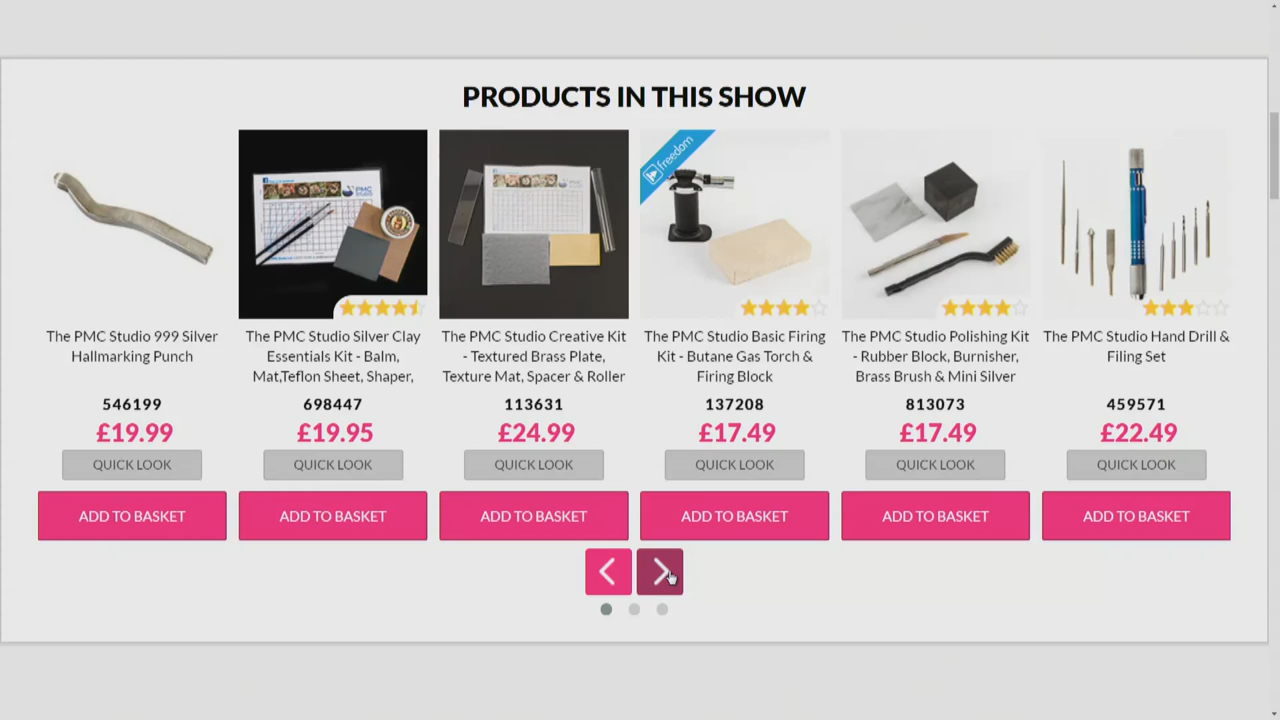 PRODUCTS IN THIS SHOW
freedom
PMC
The PMC Studio 999 Silver
Hallmarking Punch
546199
£19.99
QUICK LOOK
ADD TO BASKET
The PMC Studio Silver Clay
Essentials Kit - Balm,
Mat,Teflon Sheet, Shaper,
698447
£19.95
QUICK LOOK
ADD TO BASKET
The PMC Studio Creative Kit
- Textured Brass Plate,
Texture Mat, Spacer & Roller
113631
£24.99
QUICK LOOK
ADD TO BASKET
The PMC Studio Basic Firing
Kit - Butane Gas Torch &
Firing Block
137208
£17.49
QUICK LOOK
ADD TO BASKET
The PMC Studio Polishing Kit
- Rubber Block, Burnisher,
Brass Brush & Mini Silver
813073
£17.49
QUICK LOOK
ADD TO BASKET
The PMC Studio Hand Drill &
Filing Set
459571
£22.49
QUICK LOOK
ADD TO BASKET